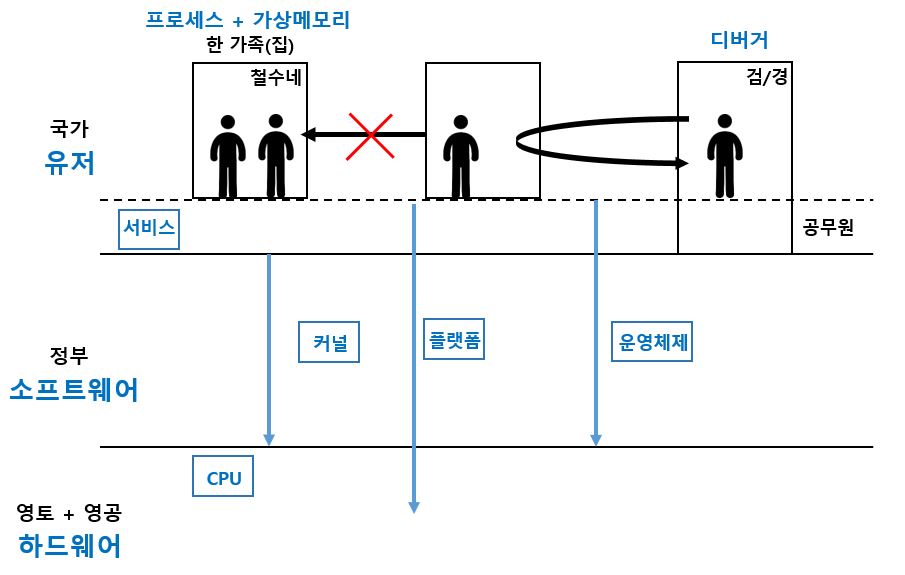 프로세스 + 가상메모리
한 가족(집)
디버거
철수네
검/경
국가
유저
서비스
공무원
커널
플랫폼
운영체제
정부
소프트웨어
CPU
영토 + 영공
하드웨어